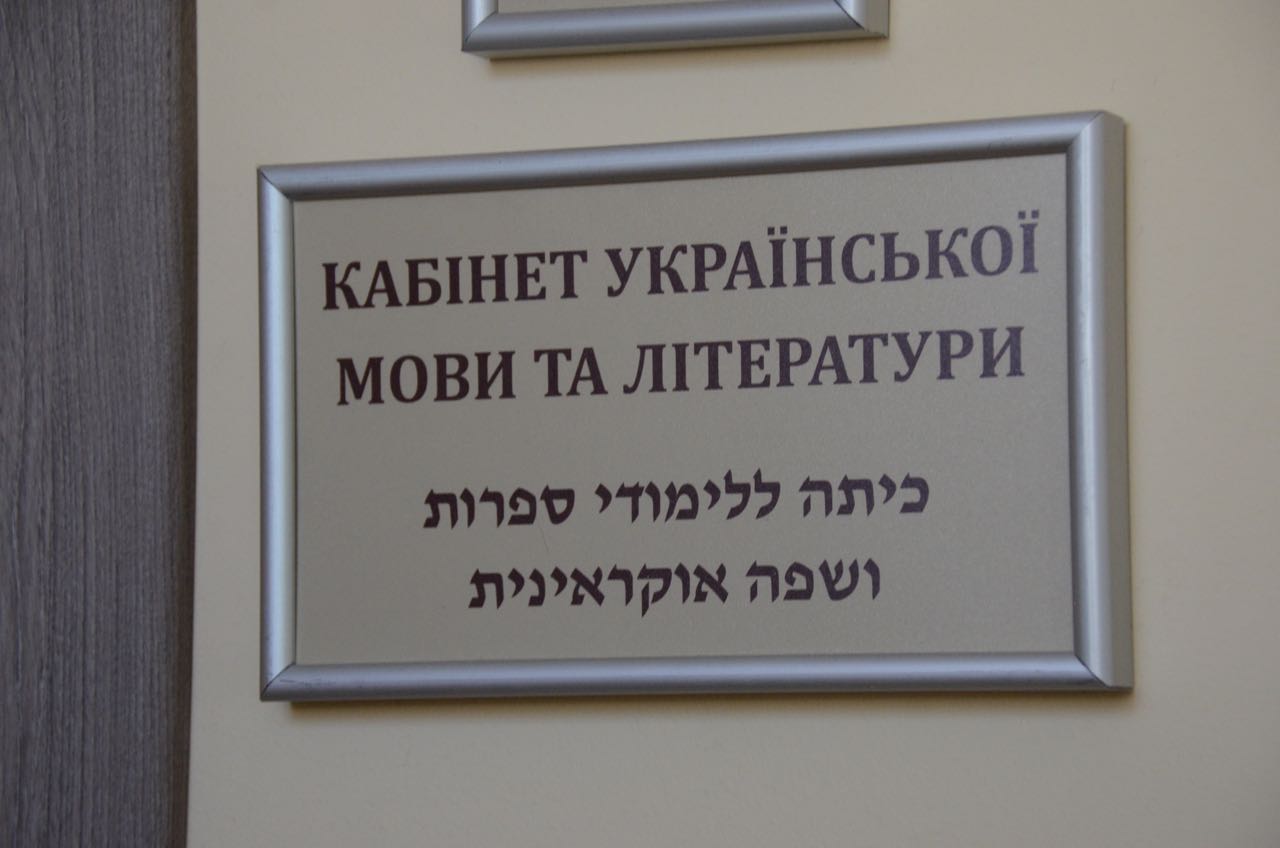 КАБІНЕТ УКРАЇНСЬКОЇ
МОВИ ТА ЛІТЕРАТУРИ
כיתה ללימודי ספרות
ושפה אוקראינית